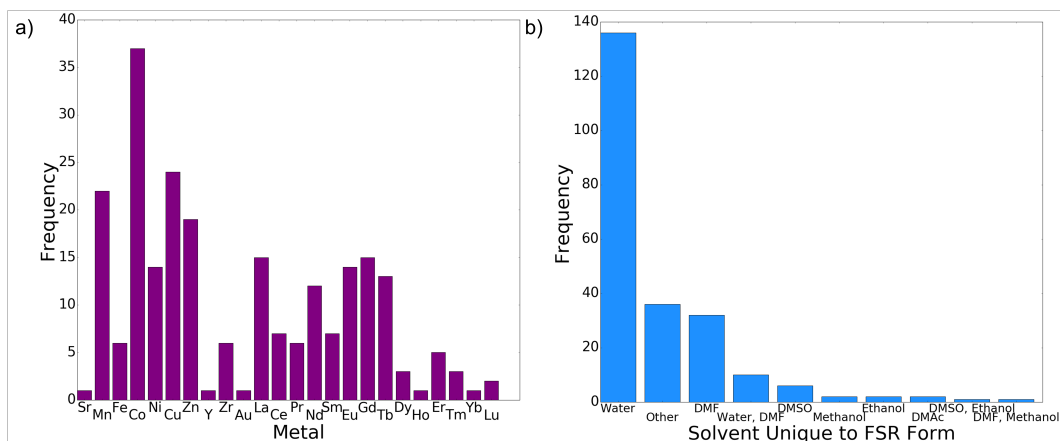 a)
Frequency
40
35
30
25
20
15
10
5
0
Sr Mn Fe Co Ni Cu Zn Y Zr Au La Ce Pr Nd Sm Eu Gd Tb Dy Ho Er Tm Yb Lu
Metal
b)
Frequency
140
120
100
80
60
40
20
0
Water Other DMF Water, DMF DMSO Methanol Ethanol DMAc DMSO, Ethanol DMF, Methanol
Solvent Unique to FSR Form